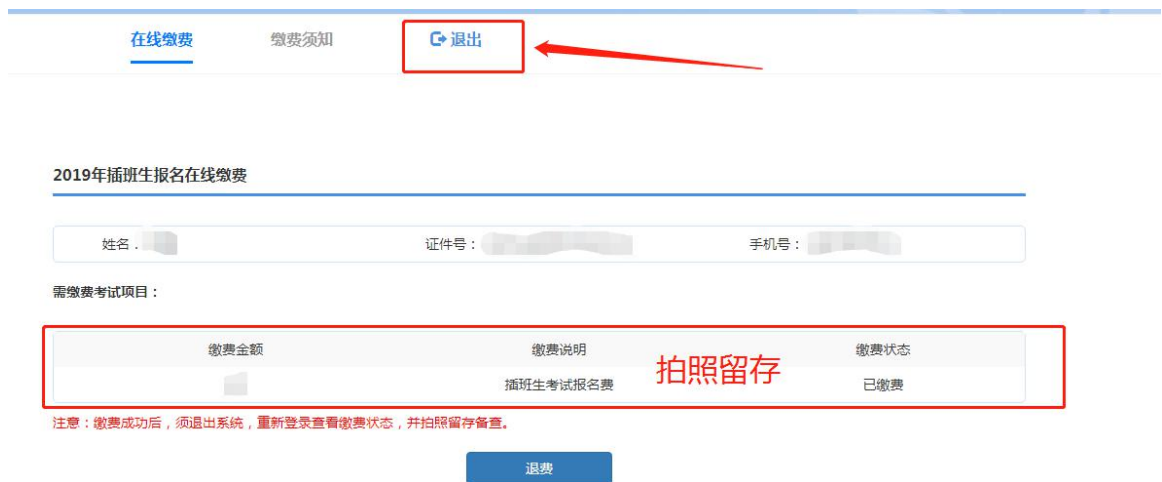 在线缴费 缴费须知 退出
2019年插班生报名在线缴费
姓名： 证件号： 手机号：
需缴费考试项目：
缴费金额 缴费说明 缴费状态
拍照留存
插班生考试报名费 已缴费
注意：缴费成功后，须退出系统，重新登录查看缴费状态，并拍照留存备查。
退费